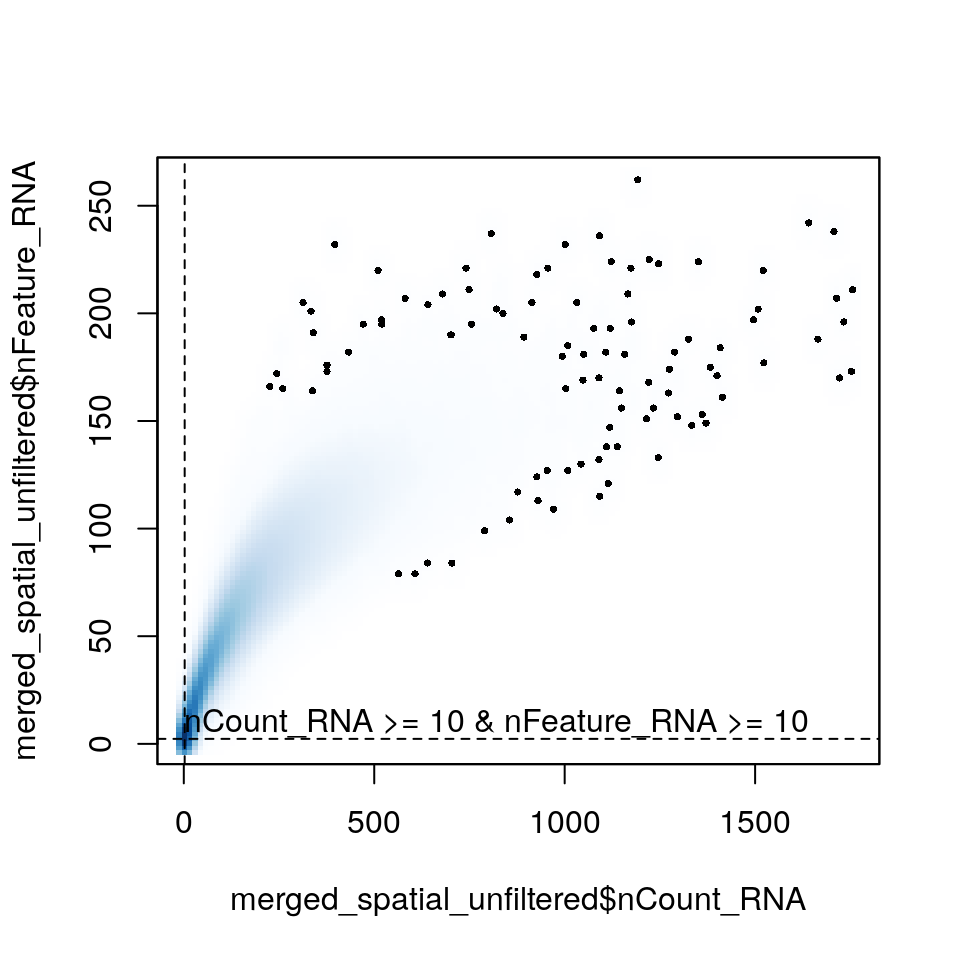 merged_spatial_unfiltered$nFeature_RNA
250
200
150
100
50
0
nCount_RNA >= 10 & nFeature_RNA >= 10
0 500 1000 1500
merged_spatial_unfiltered$nCount_RNA